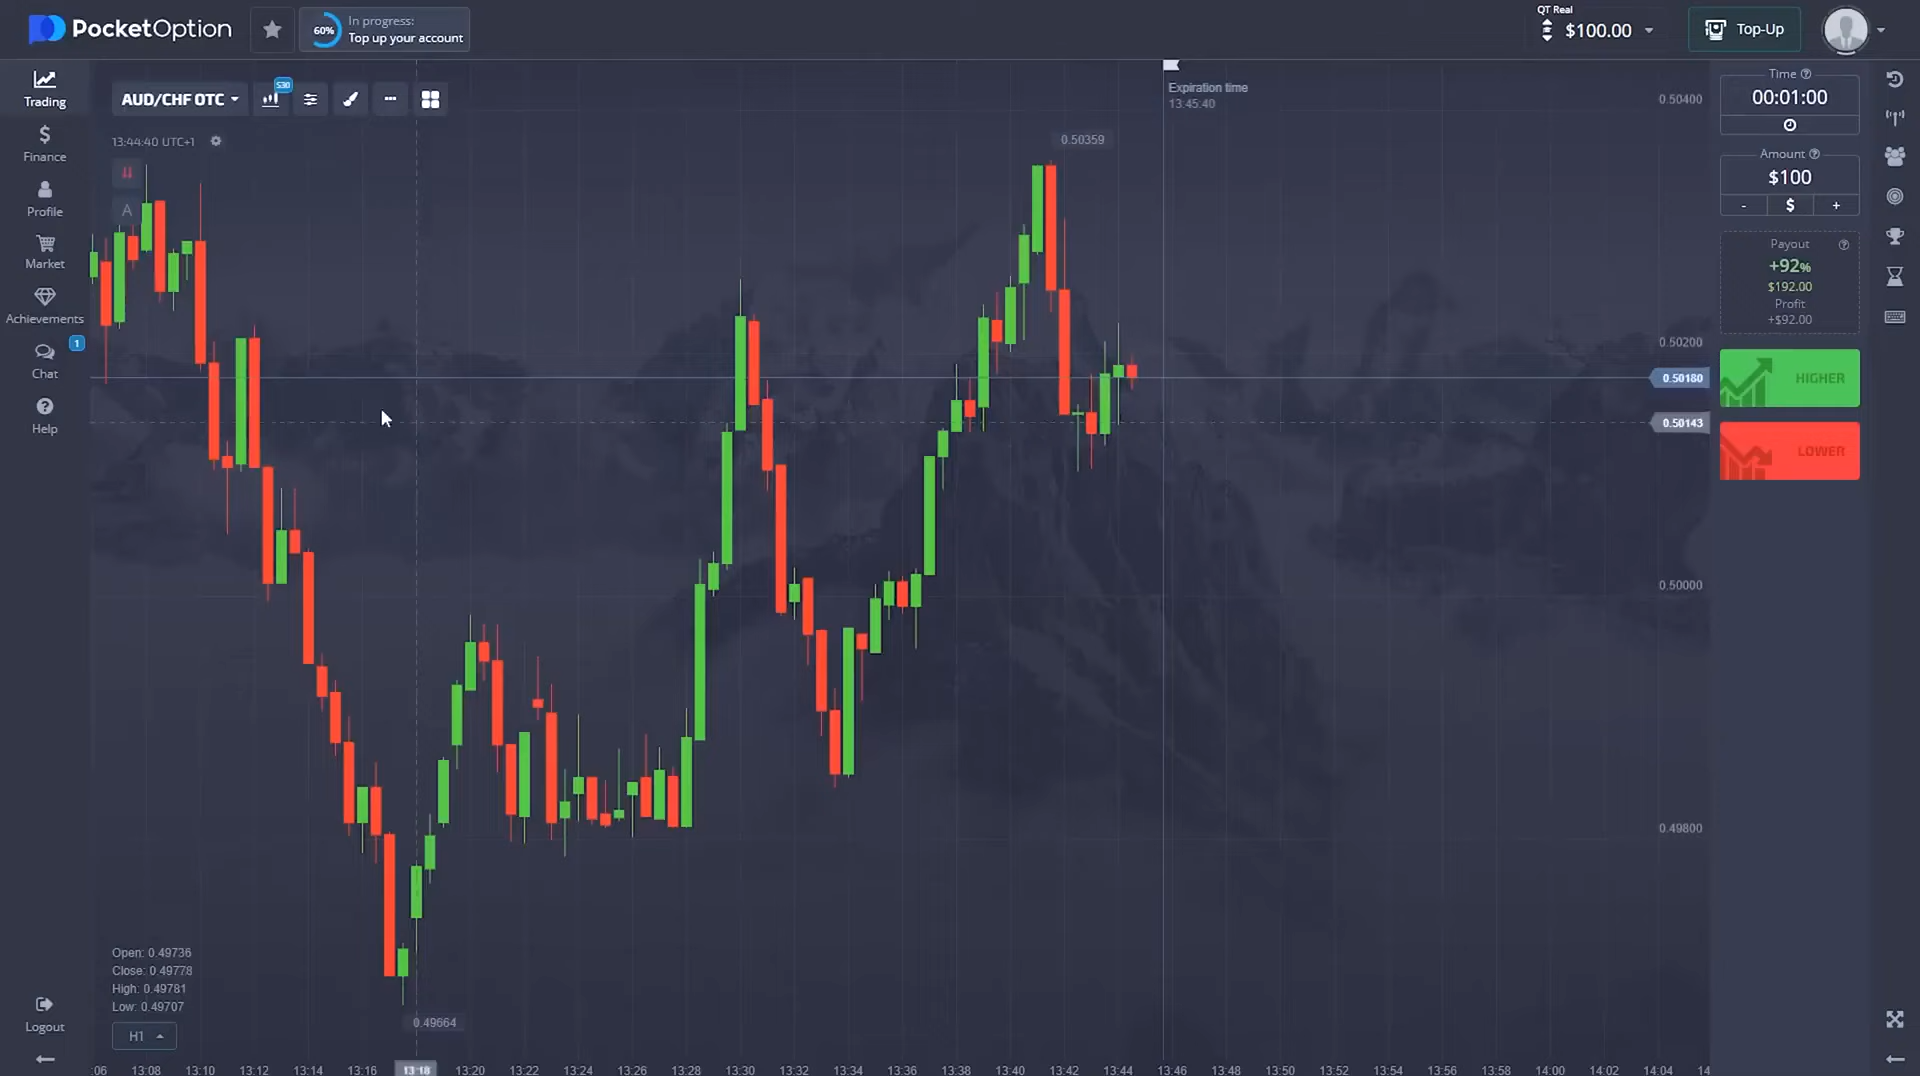 PocketOption
60%
In progress:
Top up your account
QT Real
$100.00
Top-Up
Trading
Finance
Profile
Market
Achievements
1
Chat
Help
Logout
AUD/CHF OTC
S30
13:44:40 UTC+1
A
0.50359
Expiration time
13:45:40
0.50400
0.50200
0.50180
0.50143
0.50000
0.49800
0.49664
Open: 0.49736
Close: 0.49778
High: 0.49781
Low: 0.49707
H1
:06 13:08 13:10 13:12 13:14 13:16 13:18 13:20 13:22 13:24 13:26 13:28 13:30 13:32 13:34 13:36 13:38 13:40 13:42 13:44 13:46 13:48 13:50 13:52 13:54 13:56 13:58 14:00 14:02 14:04 14
Time
00:01:00
Amount
$100
- $ +
Payout
+92%
$192.00
Profit
+$92.00
HIGHER
LOWER